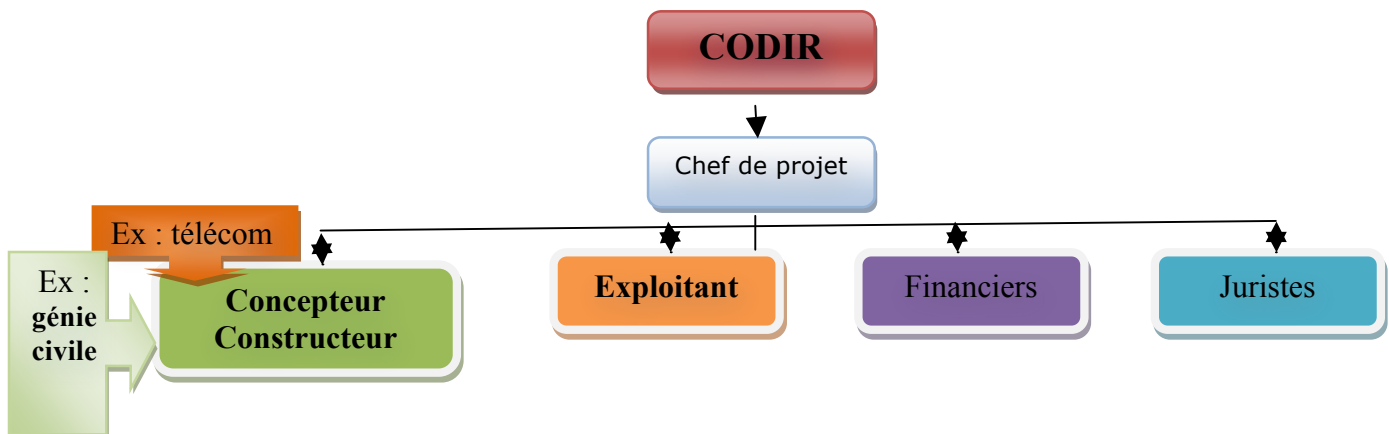 CODIR
Chef de projet
Ex : télécom
Ex :
génie
civile
Concepteur
Constructeur
Exploitant
Financiers
Juristes